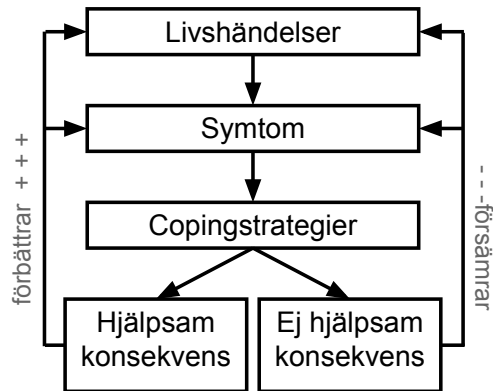 Livshändelser
Symtom
Copingstrategier
Hjälpsam
konsekvens
Ej hjälpsam
konsekvens
förbättrar + + +
- - -försämrar